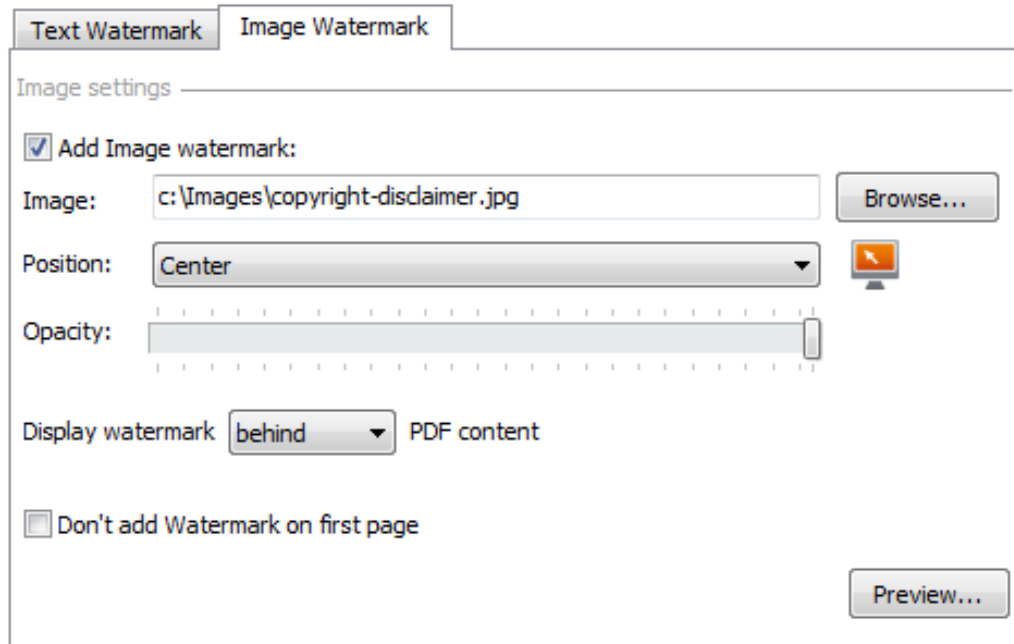 Text Watermark Image Watermark
Image settings
Add Image watermark:
Image: c:\Images\copyright-disclaimer.jpg Browse...
Position: Center
Opacity:
Display watermark behind PDF content
Don't add Watermark on first page
Preview...